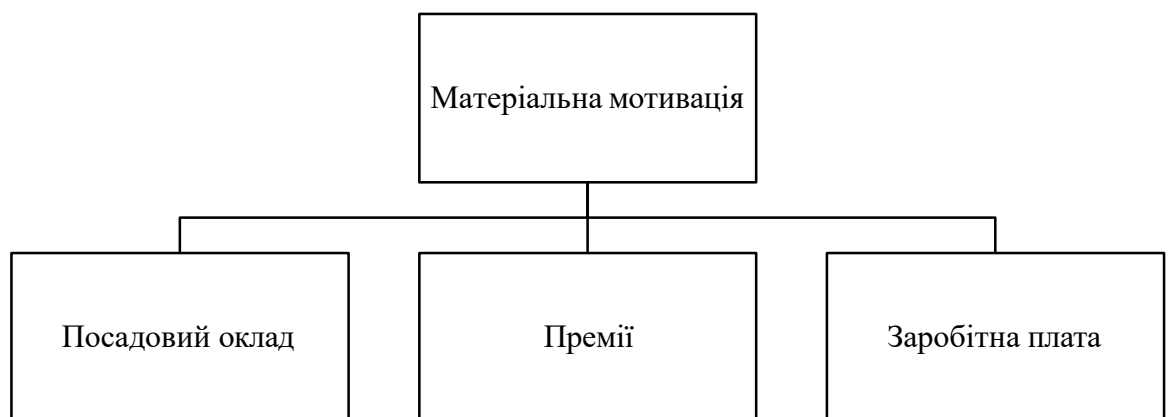 Матеріальна мотивація
Посадовий оклад
Премії
Заробітна плата